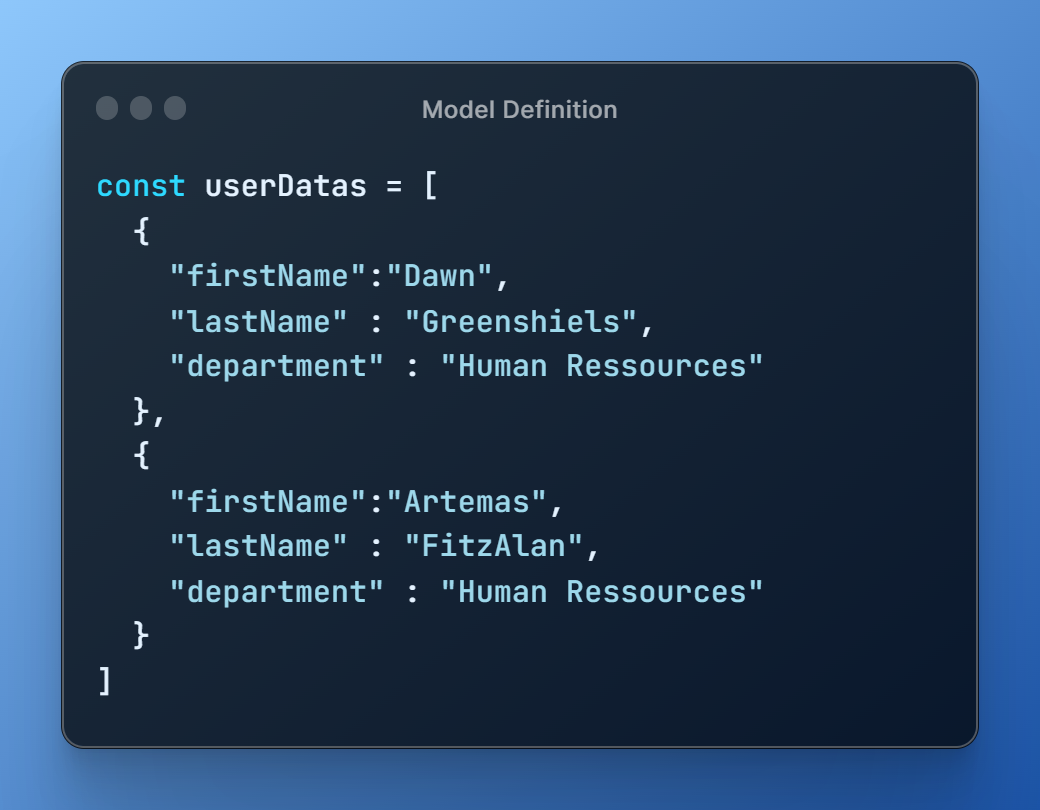 Model Definition
const userDatas = [
  {
    "firstName":"Dawn",
    "lastName" : "Greenshiels",
    "department" : "Human Ressources"
  },
  {
    "firstName":"Artemas",
    "lastName" : "FitzAlan",
    "department" : "Human Ressources"
  }
]